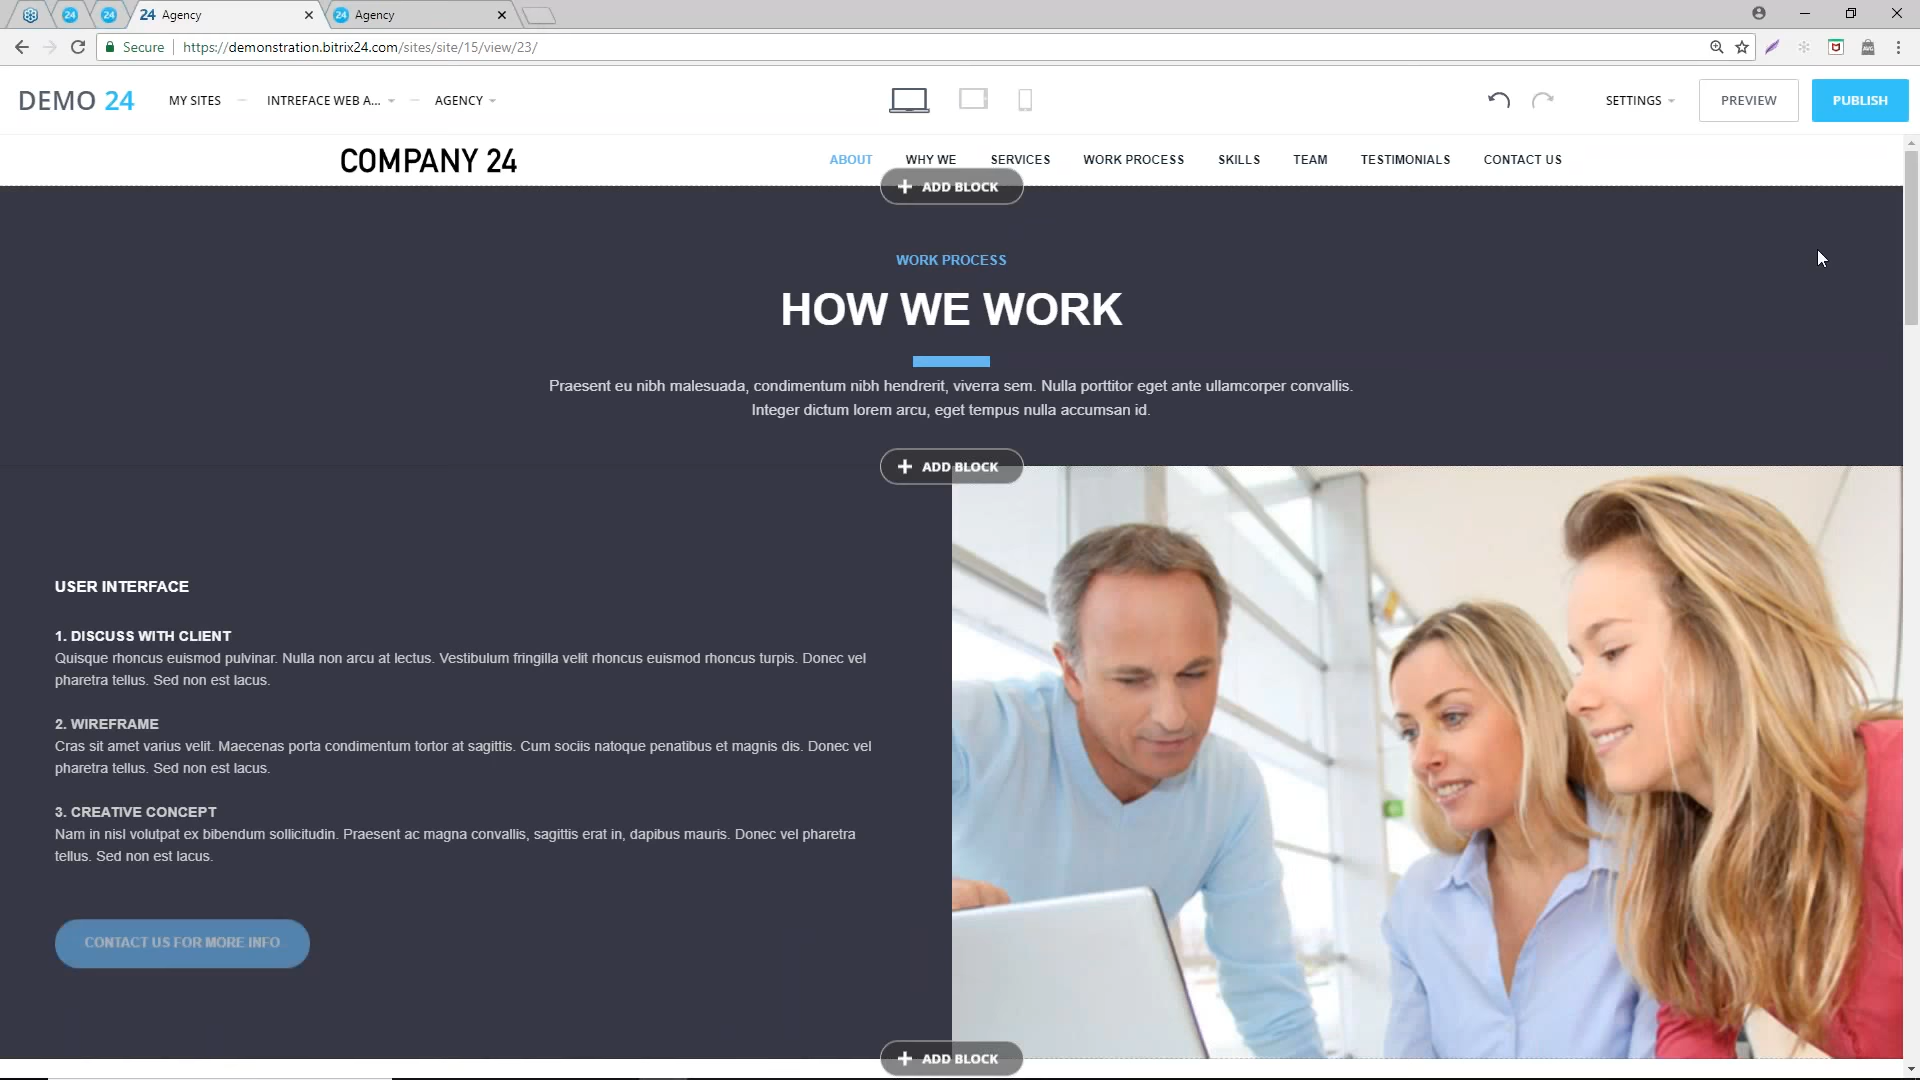 24 Agency
24 Agency
24
24
Secure https://demonstration.bitrix24.com/sites/site/15/view/23/
DEMO 24 MY SITES INTREFACE WEB A... AGENCY SETTINGS PREVIEW PUBLISH
COMPANY 24 ABOUT WHY WE SERVICES WORK PROCESS SKILLS TEAM TESTIMONIALS CONTACT US
+ ADD BLOCK
WORK PROCESS
HOW WE WORK
Praesent eu nibh malesuada, condimentum nibh hendrerit, viverra sem. Nulla porttitor eget ante ullamcorper convallis.
Integer dictum lorem arcu, eget tempus nulla accumsan id.
+ ADD BLOCK
USER INTERFACE
1. DISCUSS WITH CLIENT
Quisque rhoncus euismod pulvinar. Nulla non arcu at lectus. Vestibulum fringilla velit rhoncus euismod rhoncus turpis. Donec vel
pharetra tellus. Sed non est lacus.
2. WIREFRAME
Cras sit amet varius velit. Maecenas porta condimentum tortor at sagittis. Cum sociis natoque penatibus et magnis dis. Donec vel
pharetra tellus. Sed non est lacus.
3. CREATIVE CONCEPT
Nam in nisl volutpat ex bibendum sollicitudin. Praesent ac magna convallis, sagittis erat in, dapibus mauris. Donec vel pharetra
tellus. Sed non est lacus.
CONTACT US FOR MORE INFO
+ ADD BLOCK